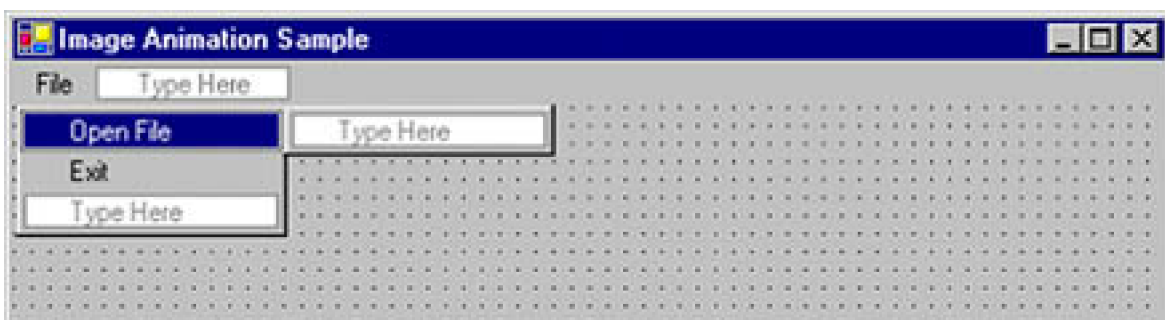 Image Animation Sample
File Type Here
Open File Type Here
Exit
Type Here